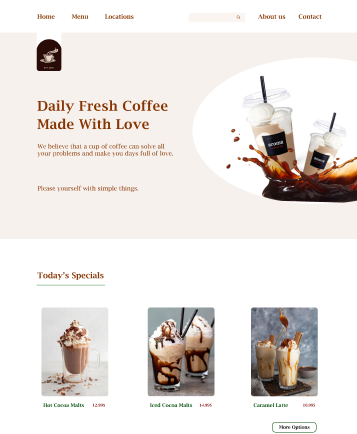 Home Menu Locations About us Contact
Daily Fresh Coffee
Made With Love
We believe that a cup of coffee can solve all
your problems and make you days full of love.
Please yourself with simple things.
aroma
Today's Specials
Hot Cocoa Malts 12.99$
Iced Cocoa Malts 14.95$
Caramel Latte 10.99$
More Options